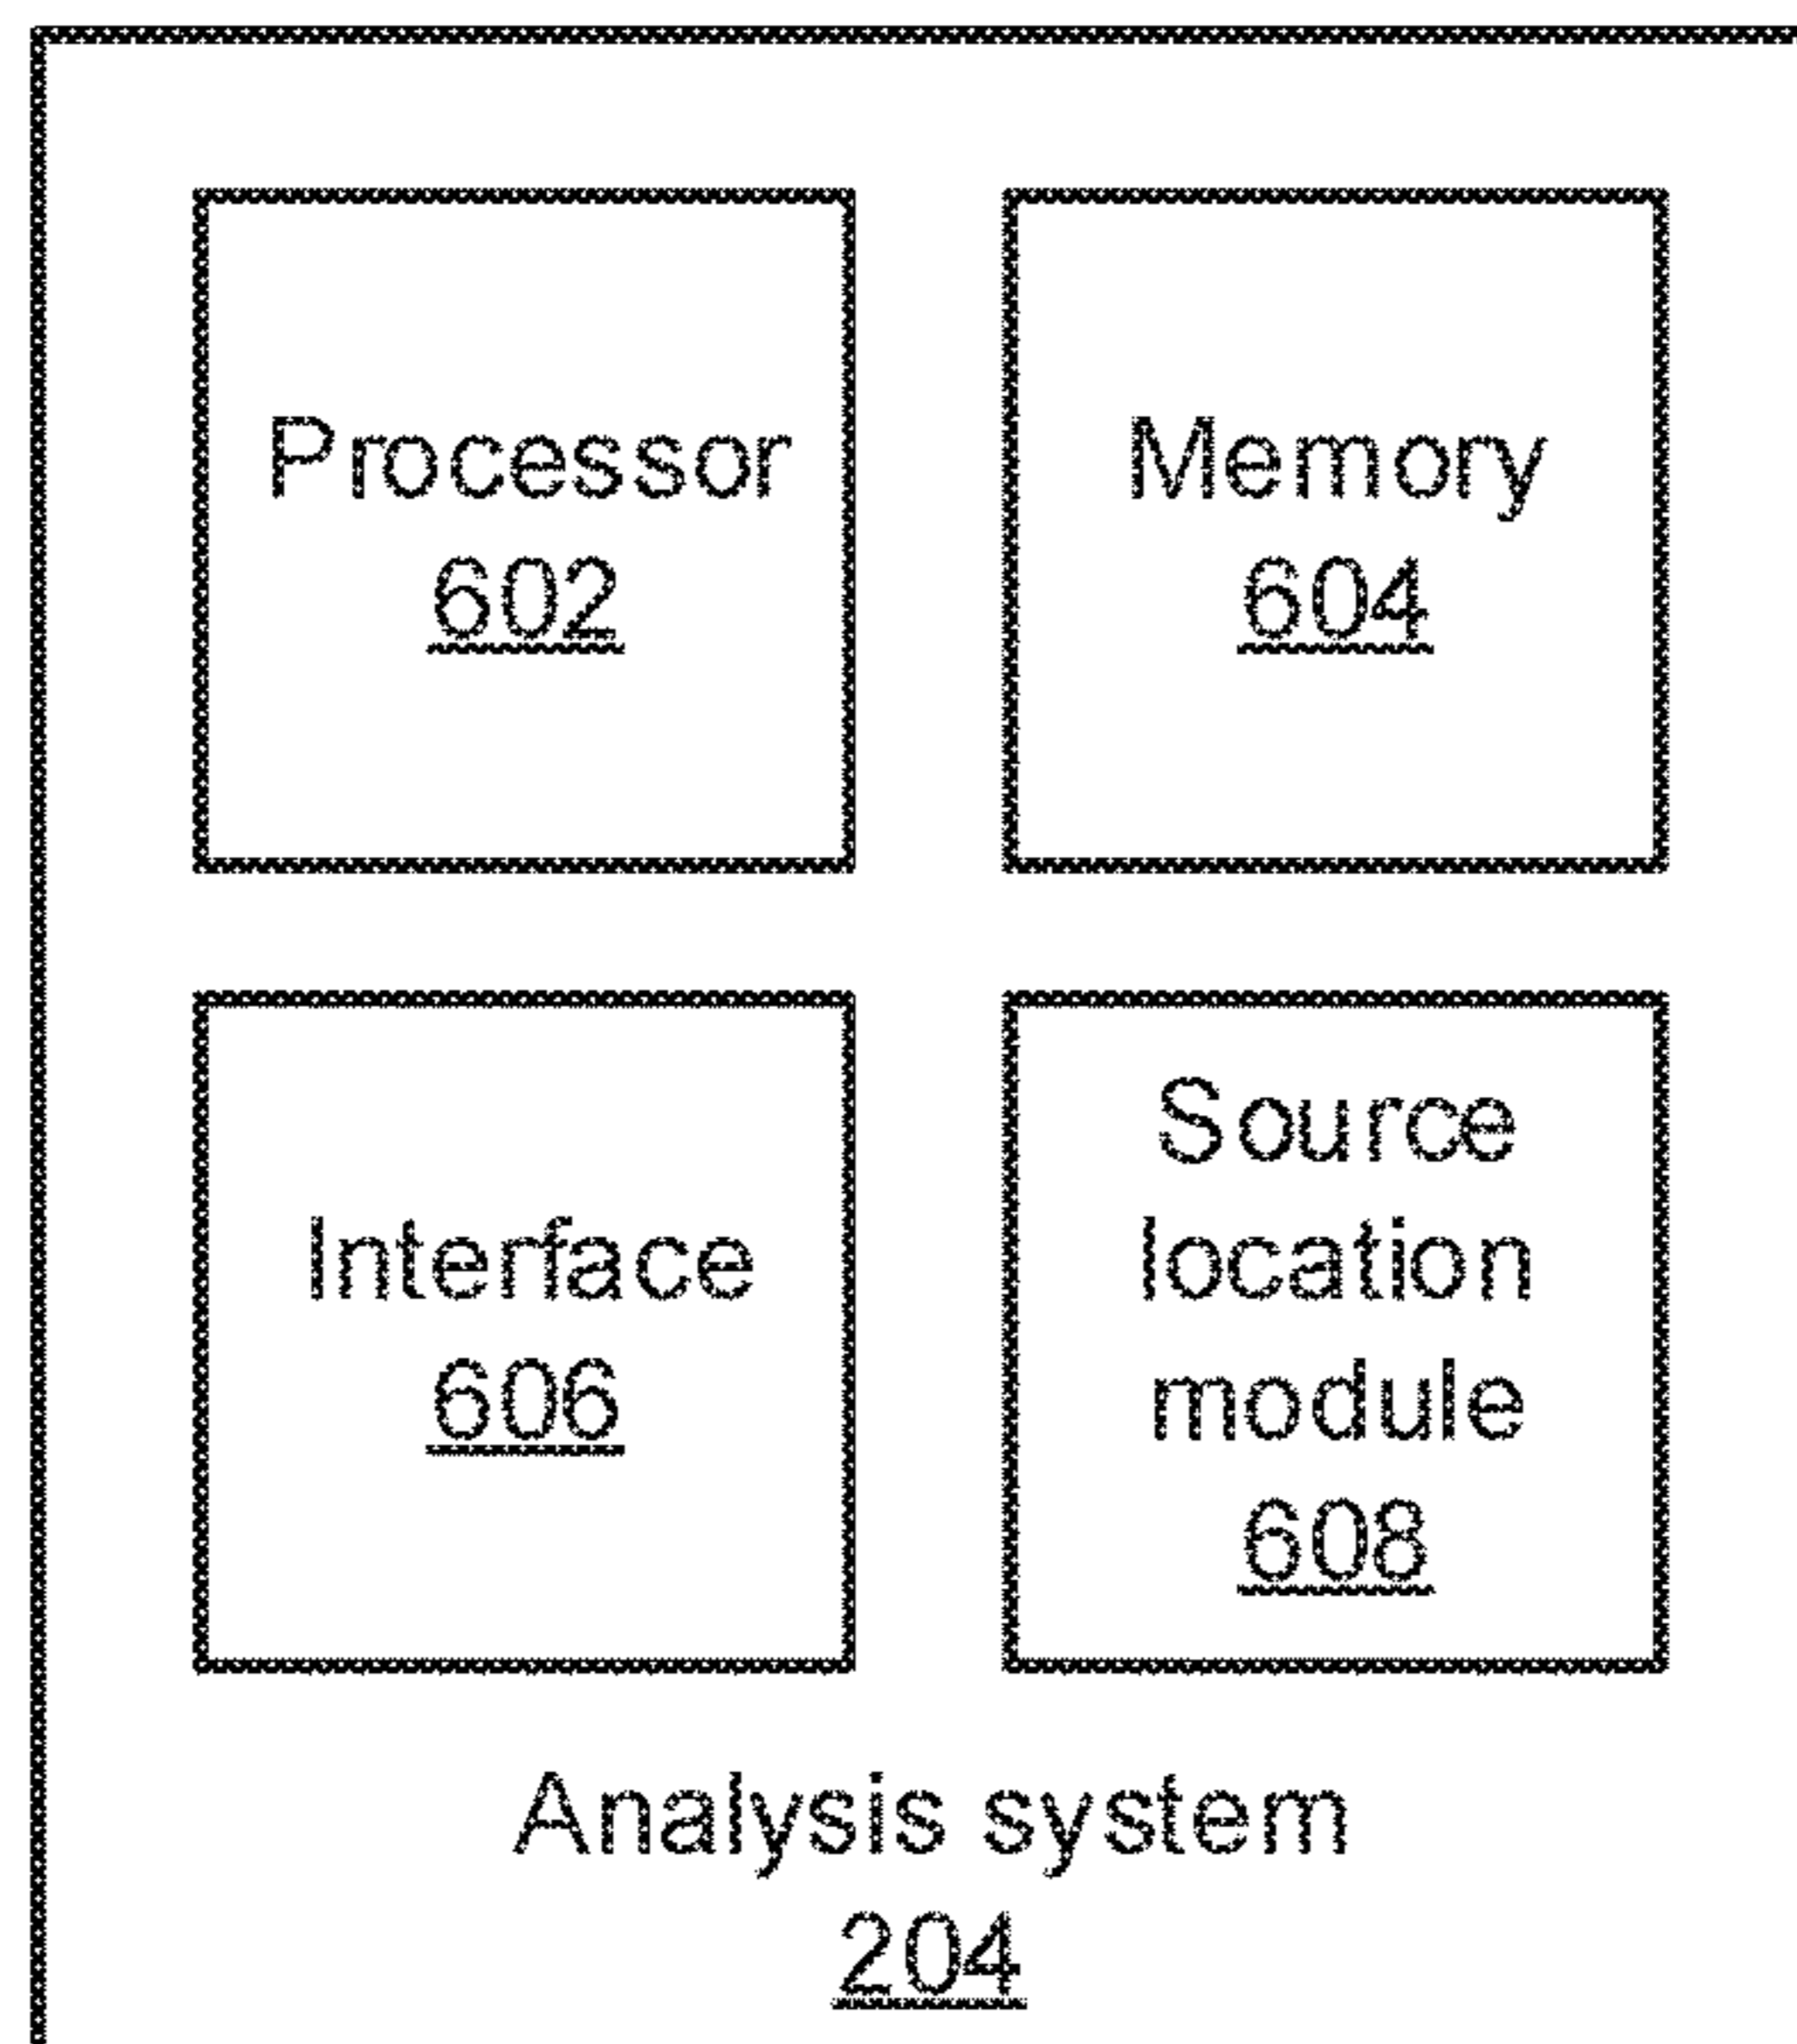 Processor
602
Memory
604
Interface
606
Source
location
module
608
Analysis system
204